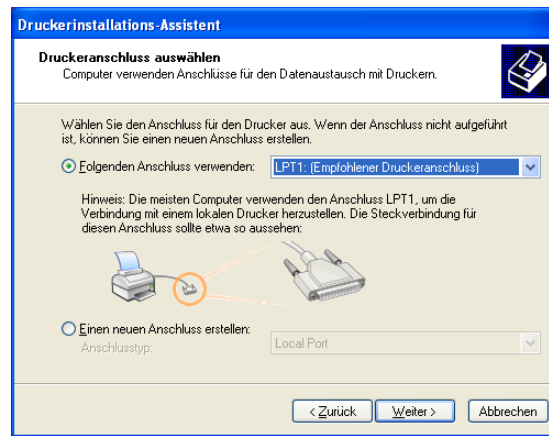 Druckerinstallations-Assistent
Druckeranschluss auswählen
Computer verwenden Anschlüsse für den Datenaustausch mit Druckern.
Wählen Sie den Anschluss für den Drucker aus. Wenn der Anschluss nicht aufgeführt
ist, können Sie einen neuen Anschluss erstellen.
Folgenden Anschluss verwenden: LPT1: (Empfohlener Druckeranschluss)
Hinweis: Die meisten Computer verwenden den Anschluss LPT1, um die
Verbindung mit einem lokalen Drucker herzustellen. Die Steckverbindung für
diesen Anschluss sollte etwa so aussehen:
Einen neuen Anschluss erstellen:
Anschlusstyp: Local Port
< Zurück Weiter > Abbrechen